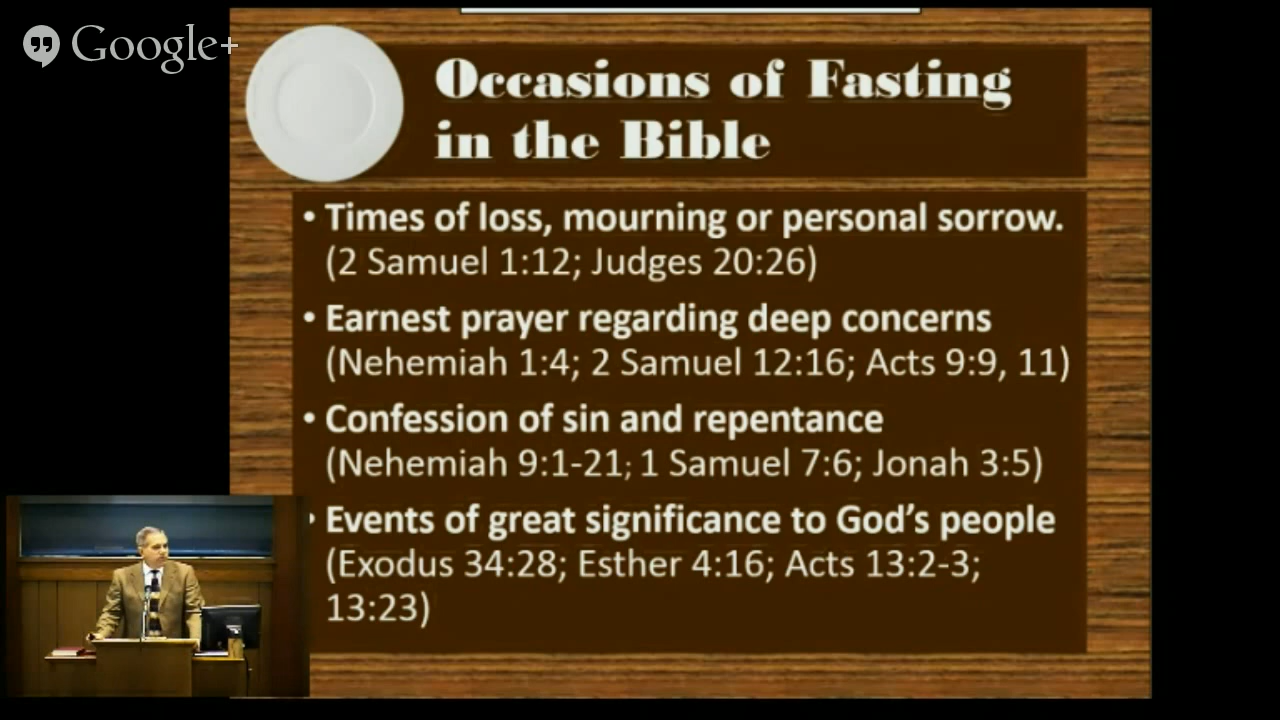 Google+
Occasions of Fasting
in the Bible
• Times of loss, mourning or personal sorrow.
(2 Samuel 1:12; Judges 20:26)
• Earnest prayer regarding deep concerns
(Nehemiah 1:4; 2 Samuel 12:16; Acts 9:9, 11)
• Confession of sin and repentance
(Nehemiah 9:1-21; 1 Samuel 7:6; Jonah 3:5)
• Events of great significance to God’s people
(Exodus 34:28; Esther 4:16; Acts 13:2-3;
13:23)